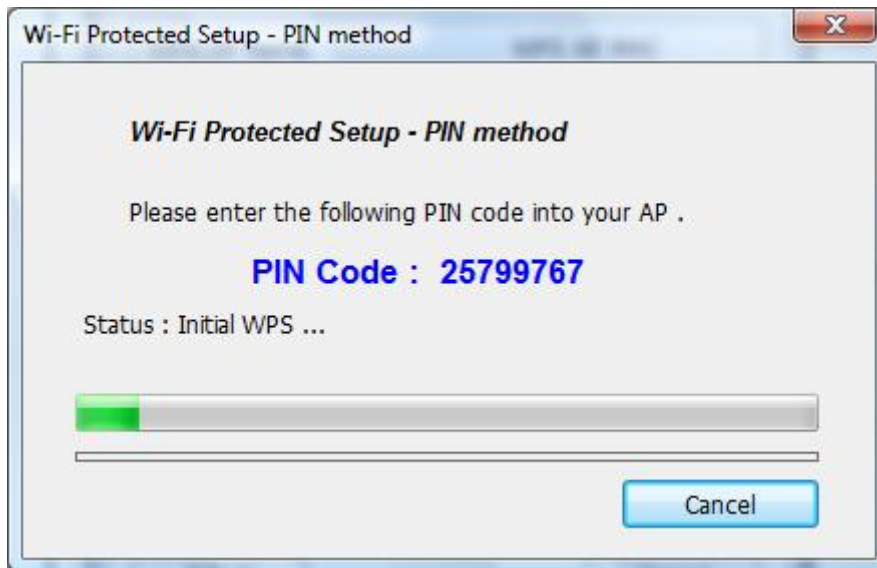 Wi-Fi Protected Setup - PIN method
Wi-Fi Protected Setup - PIN method
Please enter the following PIN code into your AP .
PIN Code : 25799767
Status : Initial WPS ...
Cancel